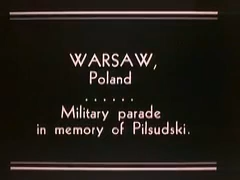 WARSAW,
Poland
......
Military parade
in memory of Pilsudski.